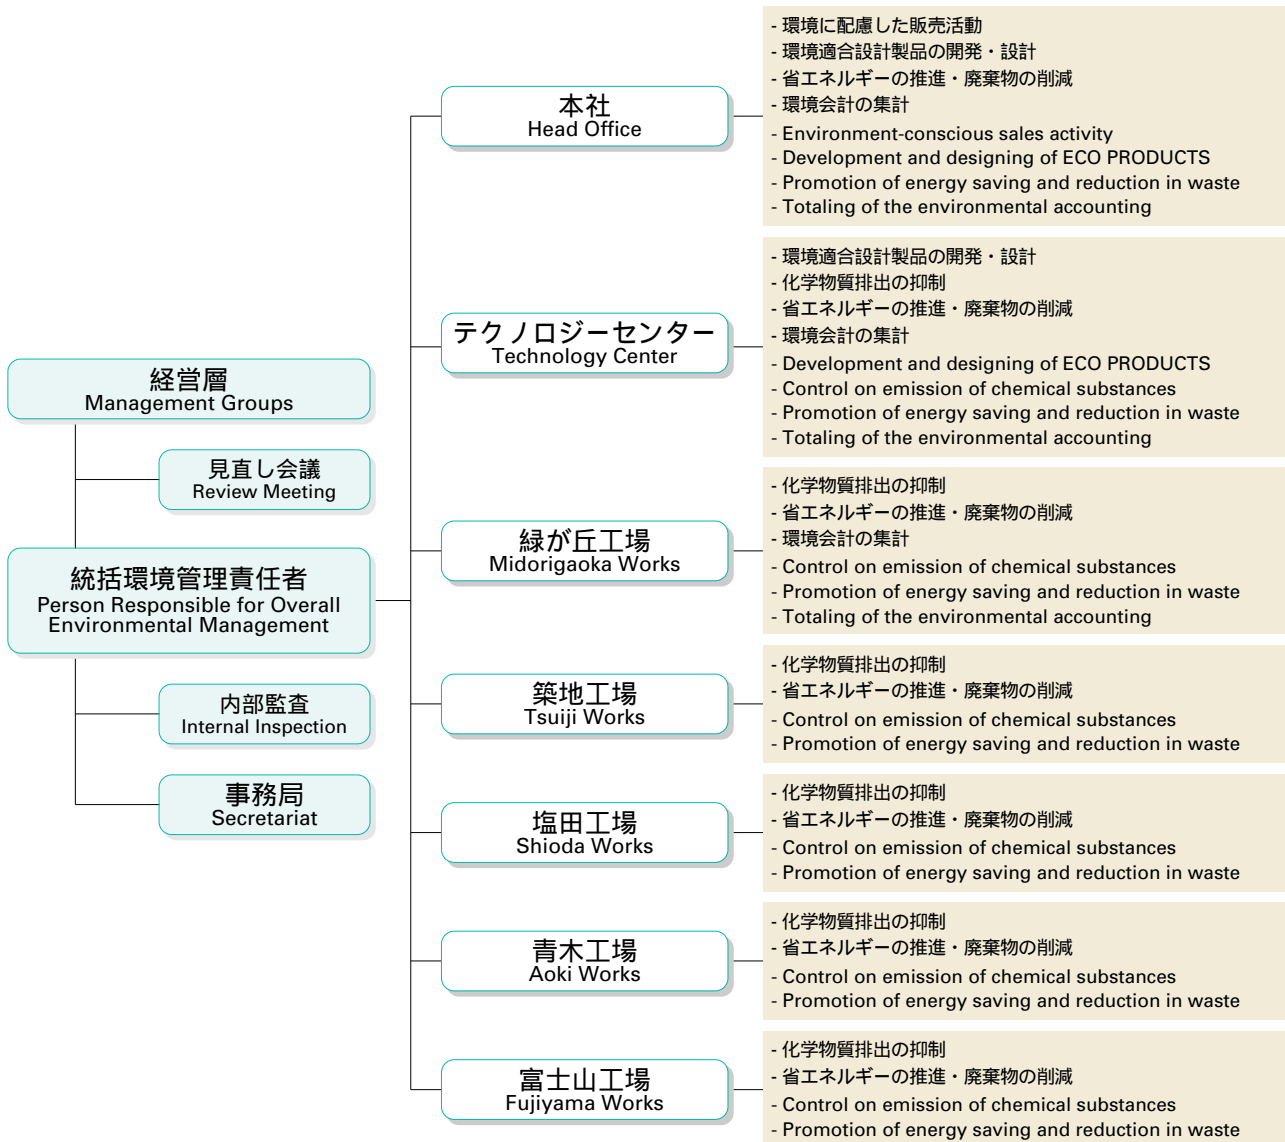 経営層
Management Groups
見直し会議
Review Meeting
統括環境管理責任者
Person Responsible for Overall
Environmental Management
内部監査
Internal Inspection
事務局
Secretariat
本社
Head Office
- 環境に配慮した販売活動
- 環境適合設計製品の開発・設計
- 省エネルギーの推進・廃棄物の削減
- 環境会計の集計
- Environment-conscious sales activity
- Development and designing of ECO PRODUCTS
- Promotion of energy saving and reduction in waste
- Totaling of the environmental accounting
テクノロジーセンター
Technology Center
- 環境適合設計製品の開発・設計
- 化学物質排出の抑制
- 省エネルギーの推進・廃棄物の削減
- 環境会計の集計
- Development and designing of ECO PRODUCTS
- Control on emission of chemical substances
- Promotion of energy saving and reduction in waste
- Totaling of the environmental accounting
緑が丘工場
Midorigaoka Works
- 化学物質排出の抑制
- 省エネルギーの推進・廃棄物の削減
- 環境会計の集計
- Control on emission of chemical substances
- Promotion of energy saving and reduction in waste
- Totaling of the environmental accounting
築地工場
Tsuiji Works
- 化学物質排出の抑制
- 省エネルギーの推進・廃棄物の削減
- Control on emission of chemical substances
- Promotion of energy saving and reduction in waste
塩田工場
Shioda Works
- 化学物質排出の抑制
- 省エネルギーの推進・廃棄物の削減
- Control on emission of chemical substances
- Promotion of energy saving and reduction in waste
青木工場
Aoki Works
- 化学物質排出の抑制
- 省エネルギーの推進・廃棄物の削減
- Control on emission of chemical substances
- Promotion of energy saving and reduction in waste
富士山工場
Fujiyama Works
- 化学物質排出の抑制
- 省エネルギーの推進・廃棄物の削減
- Control on emission of chemical substances
- Promotion of energy saving and reduction in waste